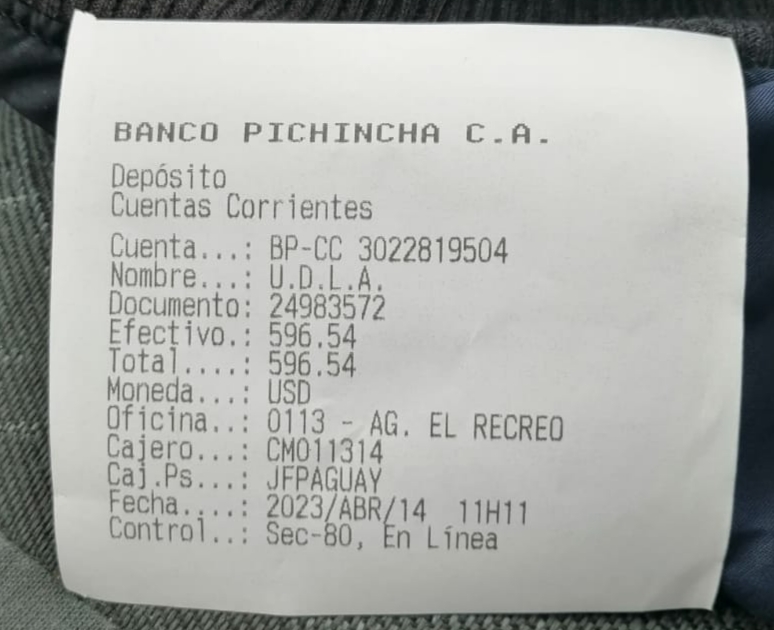 BANCO PICHINCHA C.A.
Depósito
Cuentas Corrientes
Cuenta...: BP-CC 3022819504
Nombre...: U.D.L.A.
Documento: 24983572
Efectivo.: 596.54
Total....: 596.54
Moneda...: USD
Oficina..: 0113 - AG. EL RECREO
Cajero...: CM011314
Caj.Ps...: JFPAGUAY
Fecha....: 2023/ABR/14 11H11
Control..: Sec-80, En Línea